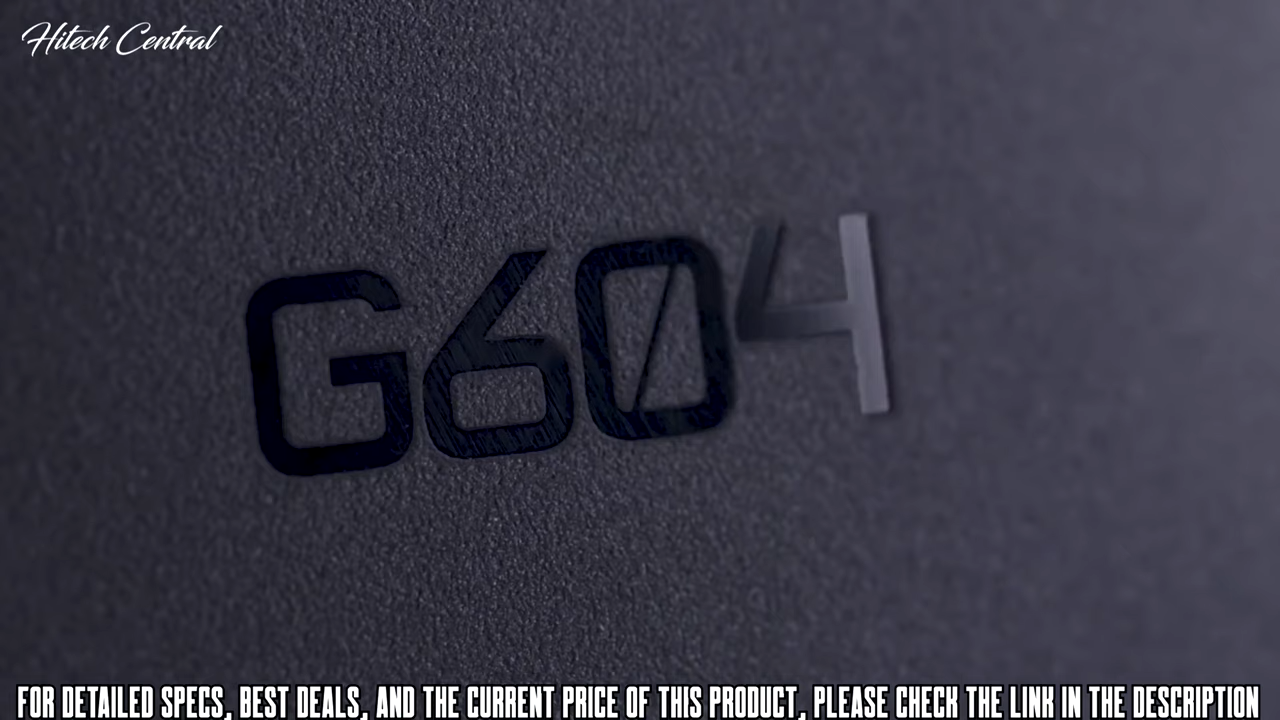 Hitech Central
G604
FOR DETAILED SPECS, BEST DEALS, AND THE CURRENT PRICE OF THIS PRODUCT, PLEASE CHECK THE LINK IN THE DESCRIPTION